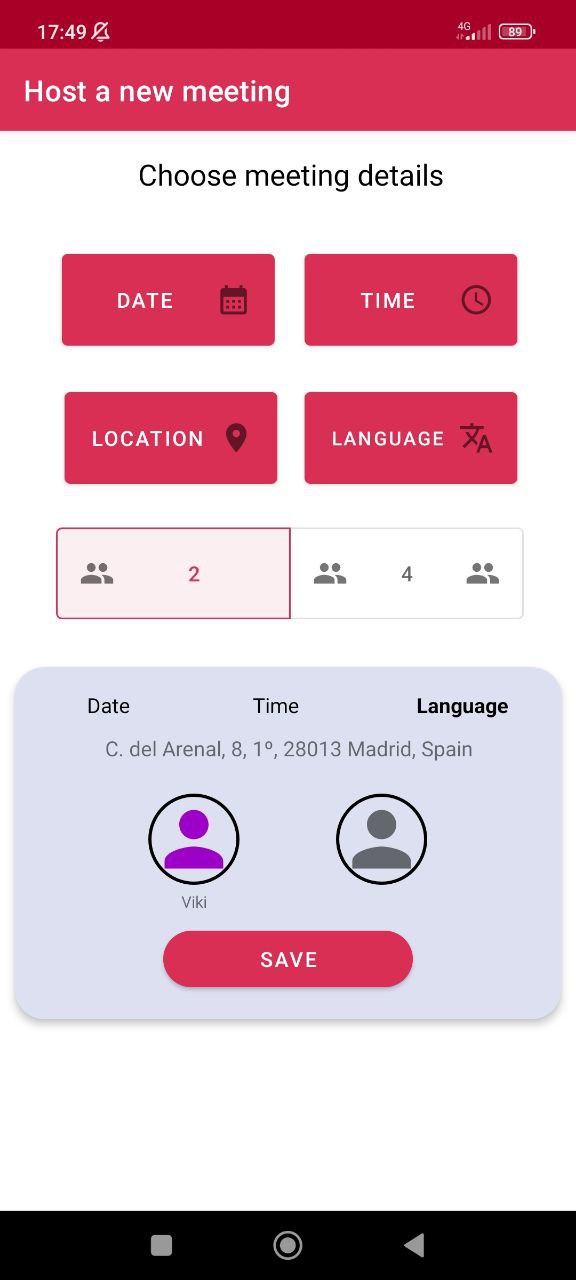 17:49 4G 89
Host a new meeting
Choose meeting details
DATE TIME
LOCATION LANGUAGE
2 4
Date Time Language
C. del Arenal, 8, 1º, 28013 Madrid, Spain
Viki
SAVE